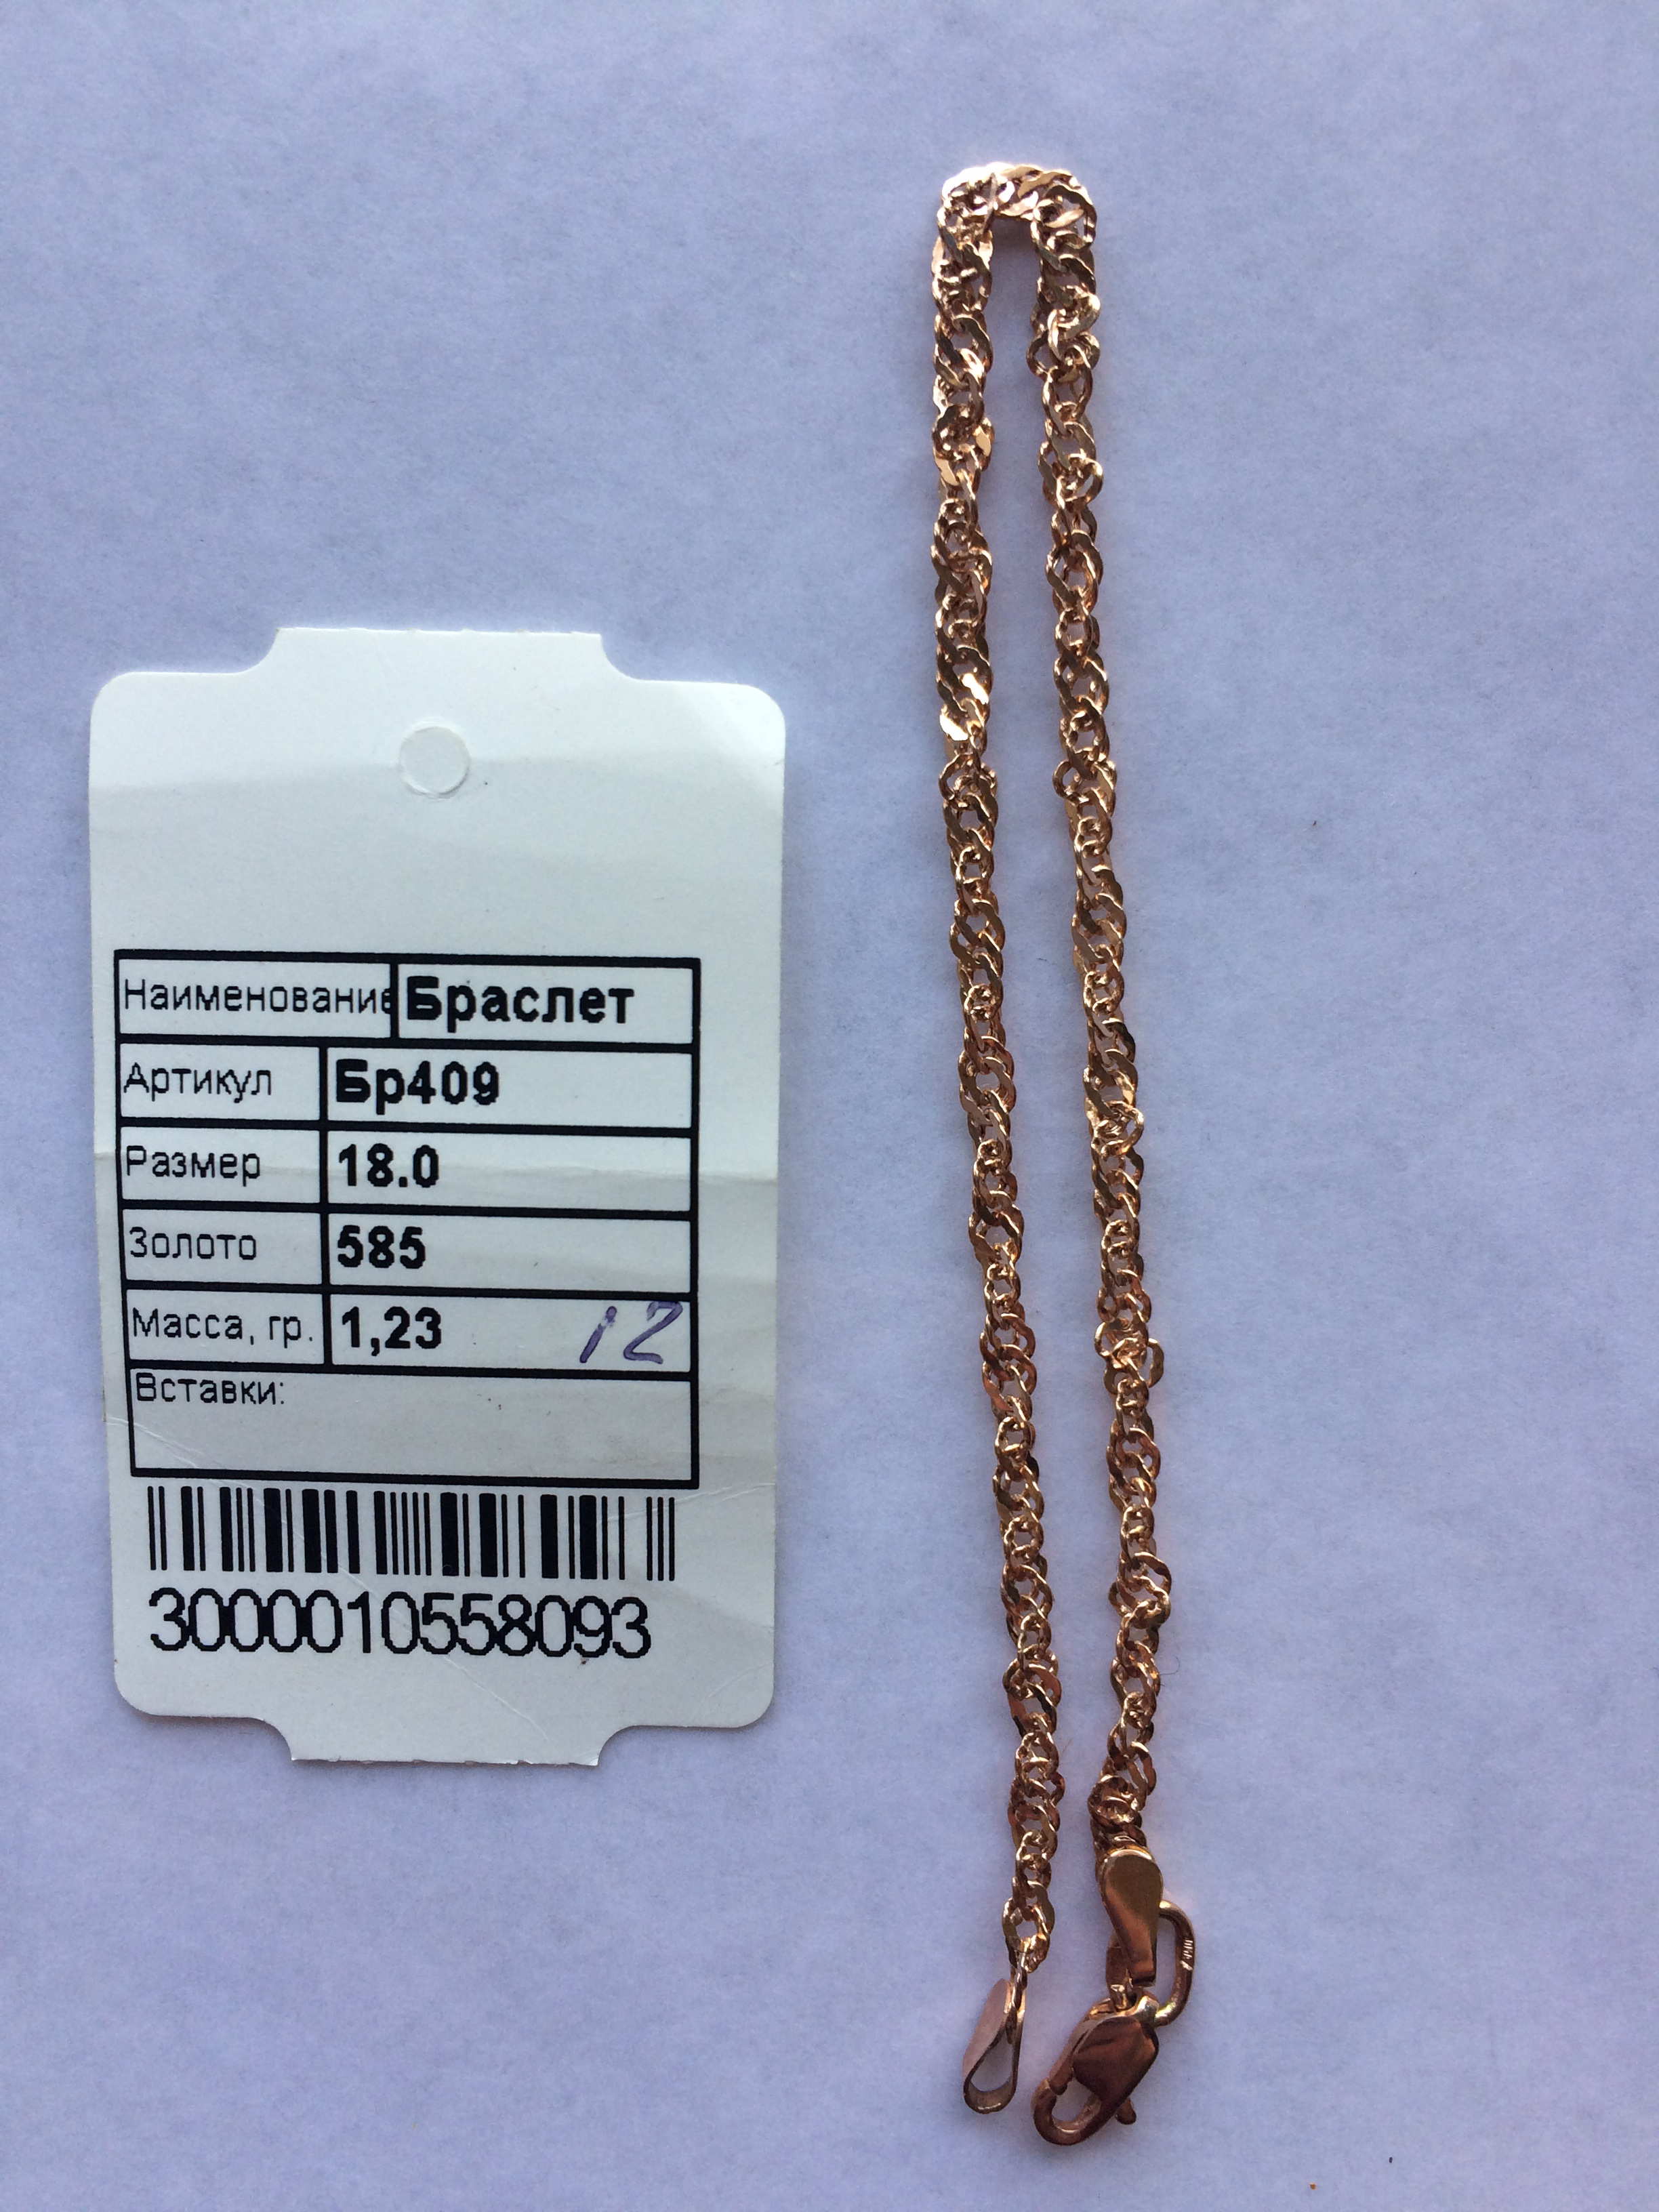 Наименование Браслет
Артикул Бр409
Размер 18.0
Золото 585
Масса, гр. 1,23 12
Вставки:
3000010558093